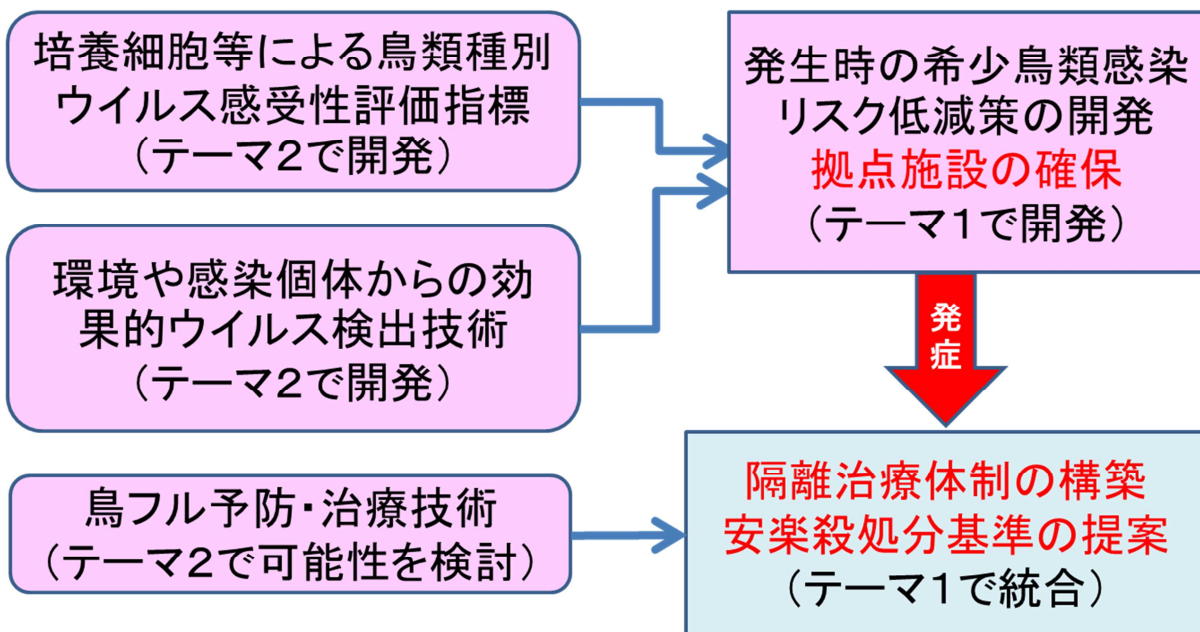 培養細胞等による鳥類種別
ウイルス感受性評価指標
(テーマ2で開発)
環境や感染個体からの効
果的ウイルス検出技術
(テーマ2で開発)
鳥フル予防・治療技術
(テーマ2で可能性を検討)
発生時の希少鳥類感染
リスク低減策の開発
拠点施設の確保
(テーマ1で開発)
発
症
隔離治療体制の構築
安楽殺処分基準の提案
(テーマ1で統合)